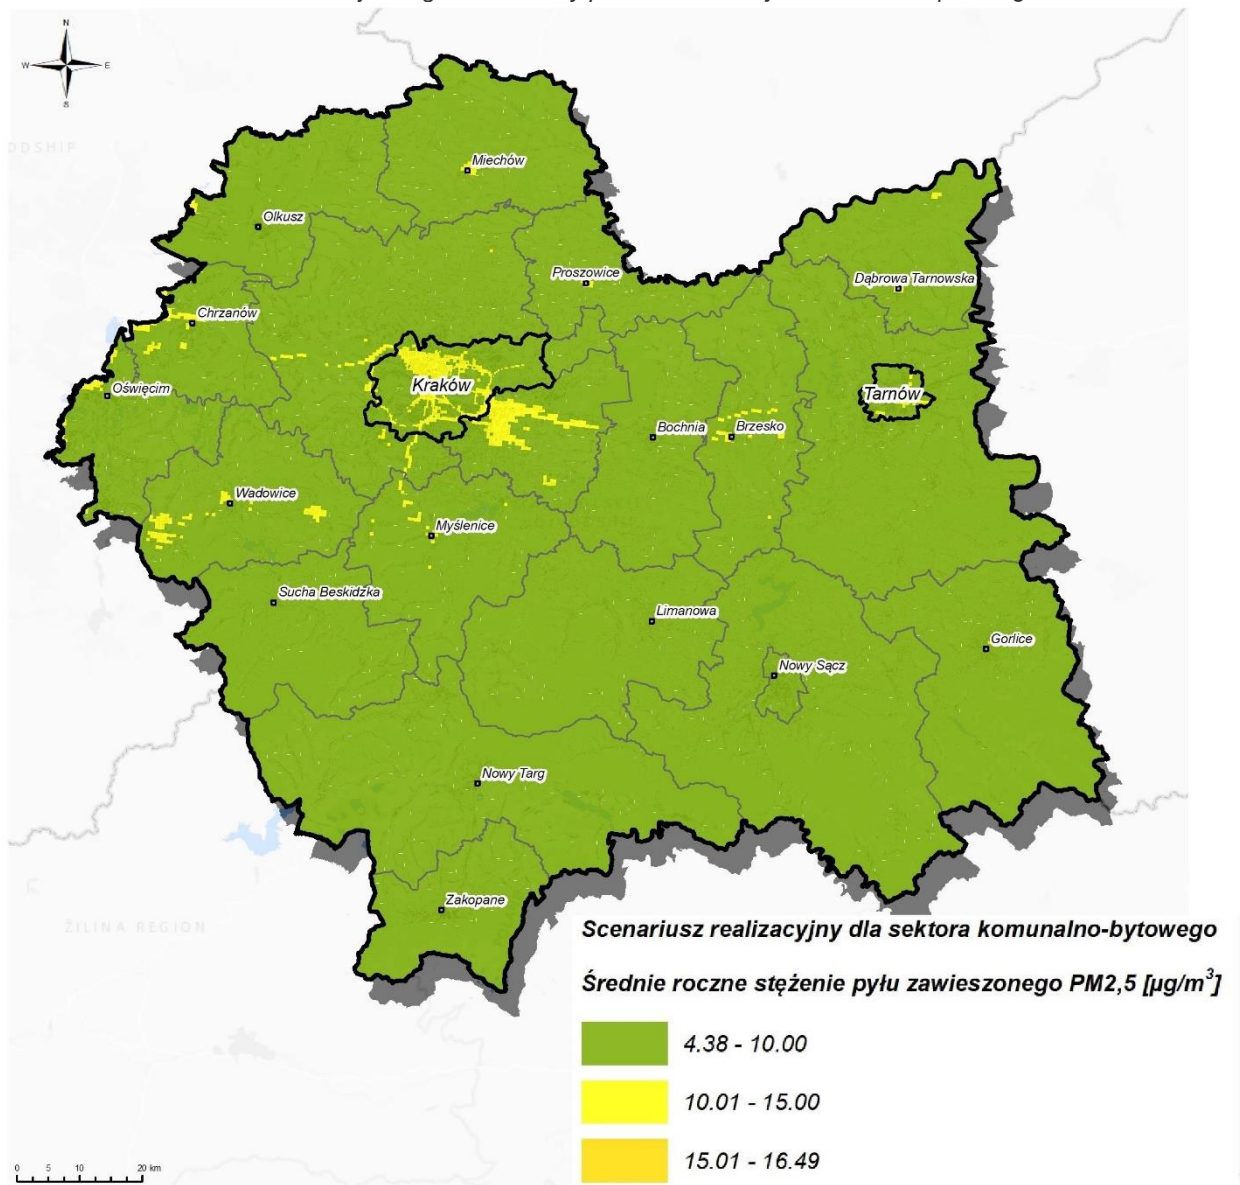 N
W E
S
ODSHIP
Miechów
Olkusz
Proszowice
Dąbrowa Tarnowska
Chrzanów
Oświęcim
Kraków
Tarnów
Bochnia
Brzesko
Wadowice
Myślenice
Sucha Beskidzka
Limanowa
Gorlice
Nowy Sącz
Nowy Targ
Zakopane
ŽILINA REGION
Scenariusz realizacyjny dla sektora komunalno-bytowego
Średnie roczne stężenie pyłu zawieszonego PM2,5 [µg/m³]
4.38 - 10.00
10.01 - 15.00
15.01 - 16.49
0 5 10 20 km